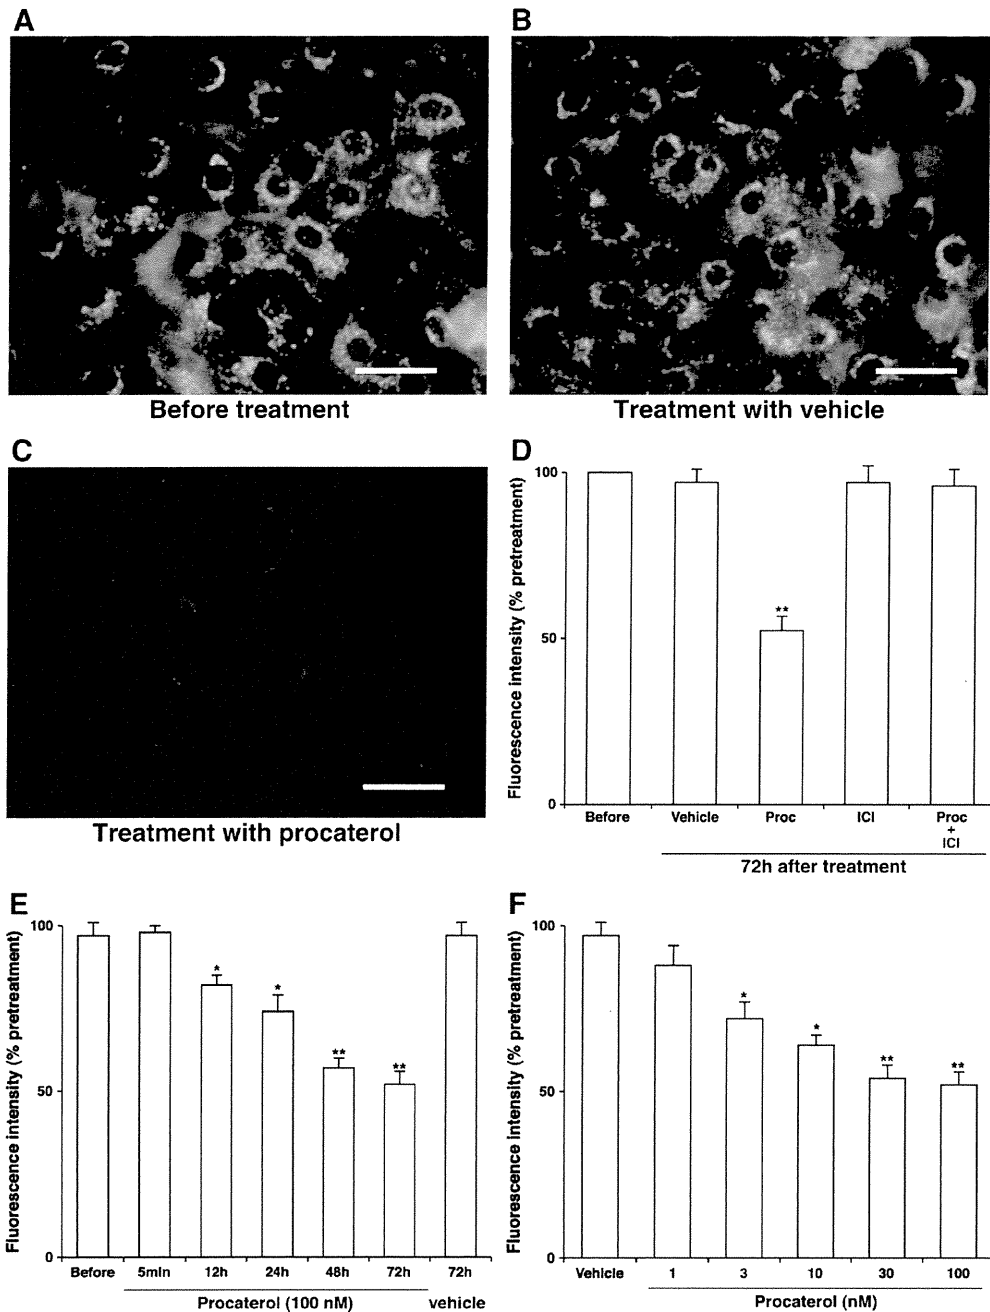 A
B
Before treatment
Treatment with vehicle
C
Treatment with procaterol
D
Fluorescence intensity (% pretreatment)
100
50
0
**
Before Vehicle Proc ICI Proc + ICI
72h after treatment
E
Fluorescence intensity (% pretreatment)
100
50
0
* * ** **
Before 5min 12h 24h 48h 72h 72h
Procaterol (100 nM) vehicle
F
Fluorescence intensity (% pretreatment)
100
50
0
* * ** **
Vehicle 1 3 10 30 100
Procaterol (nM)